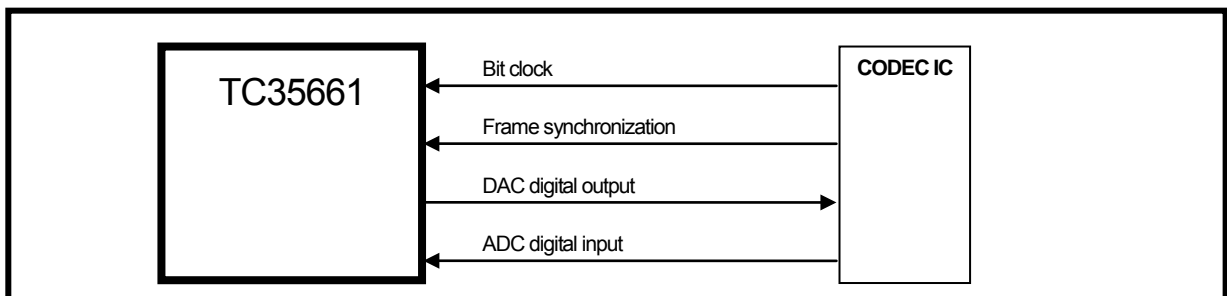 TC35661
Bit clock
CODEC IC
Frame synchronization
DAC digital output
ADC digital input